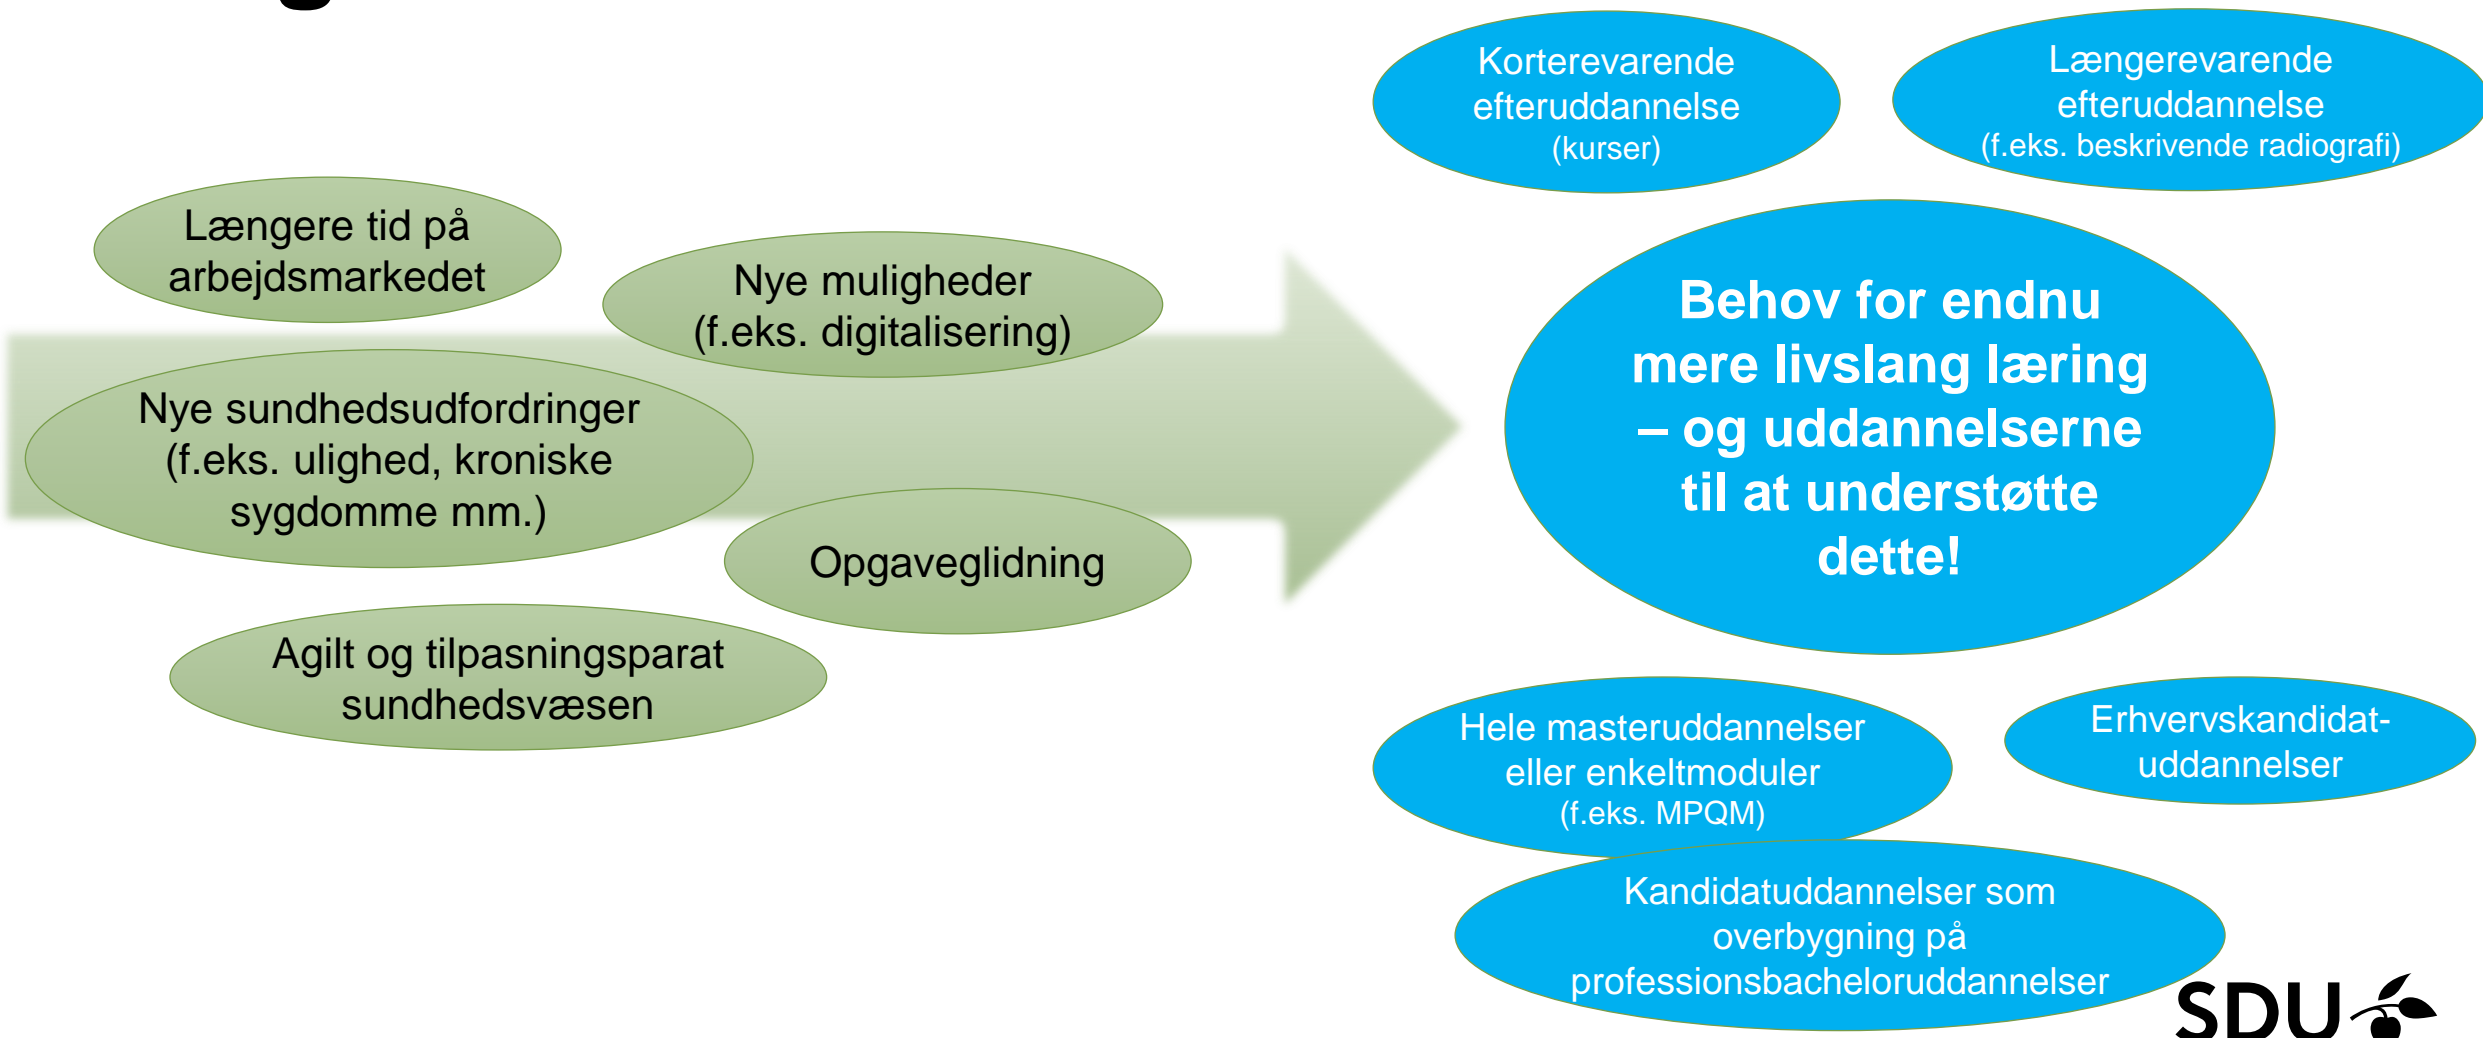 Længere tid på
arbejdsmarkedet
Nye muligheder
(f.eks. digitalisering)
Nye sundhedsudfordringer
(f.eks. ulighed, kroniske
sygdomme mm.)
Opgaveglidning
Agilt og tilpasningsparat
sundhedsvæsen
Korterevarende
efteruddannelse
(kurser)
Længerevarende
efteruddannelse
(f.eks. beskrivende radiografi)
Behov for endnu
mere livslang læring
– og uddannelserne
til at understøtte
dette!
Hele masteruddannelser
eller enkeltmoduler
(f.eks. MPQM)
Erhvervskandidat-
uddannelser
Kandidatuddannelser som
overbygning på
professionsbacheloruddannelser
SDU